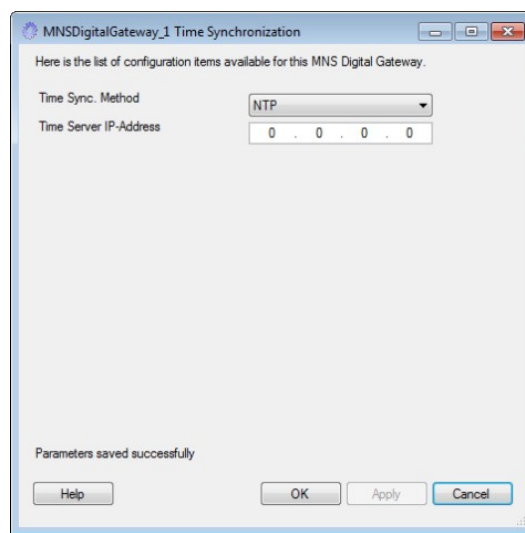 MNSDigitalGateway_1 Time Synchronization
Here is the list of configuration items available for this MNS Digital Gateway.
Time Sync. Method NTP
Time Server IP-Address 0 . 0 . 0 . 0
Parameters saved successfully
Help OK Apply Cancel